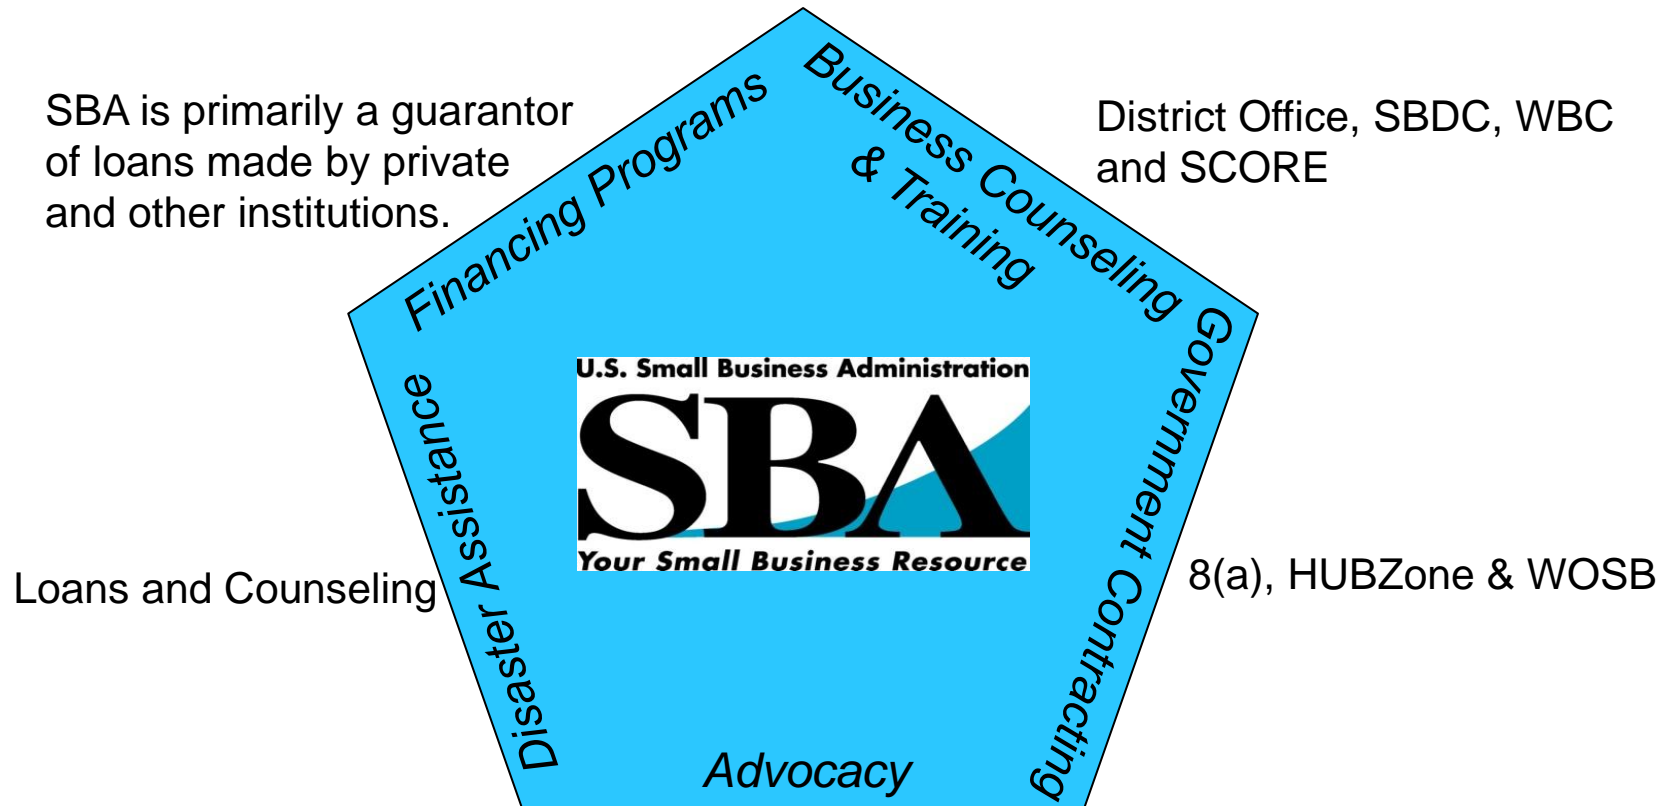 SBA is primarily a guarantor
of loans made by private
and other institutions.
Financing Programs
Business Counseling
& Training
District Office, SBDC, WBC
and SCORE
U.S. Small Business Administration
SBA
Your Small Business Resource
Disaster Assistance
Loans and Counseling
Government Contracting
8(a), HUBZone & WOSB
Advocacy